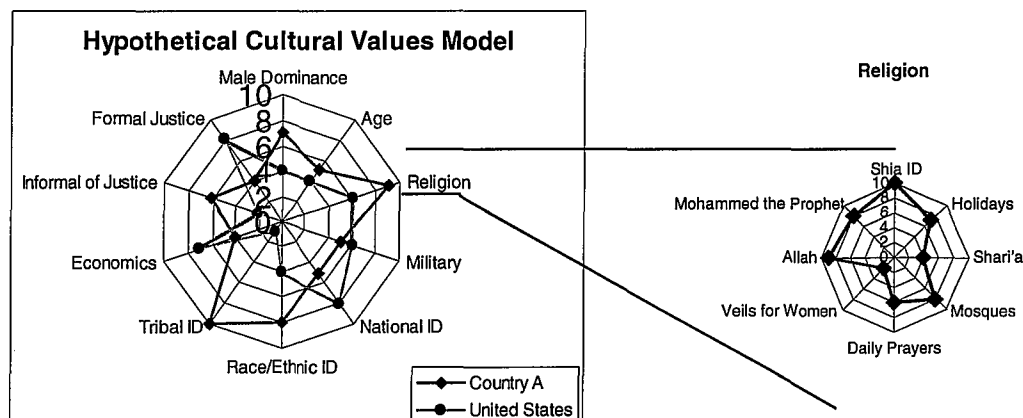 Hypothetical Cultural Values Model
Male Dominance
10
8
6
4
2
0
Age
Religion
Military
National ID
Race/Ethnic ID
Tribal ID
Economics
Informal of Justice
Formal Justice
Country A
United States
Religion
Shia ID
10
8
6
4
2
0
Holidays
Shari'a
Mosques
Daily Prayers
Veils for Women
Allah
Mohammed the Prophet